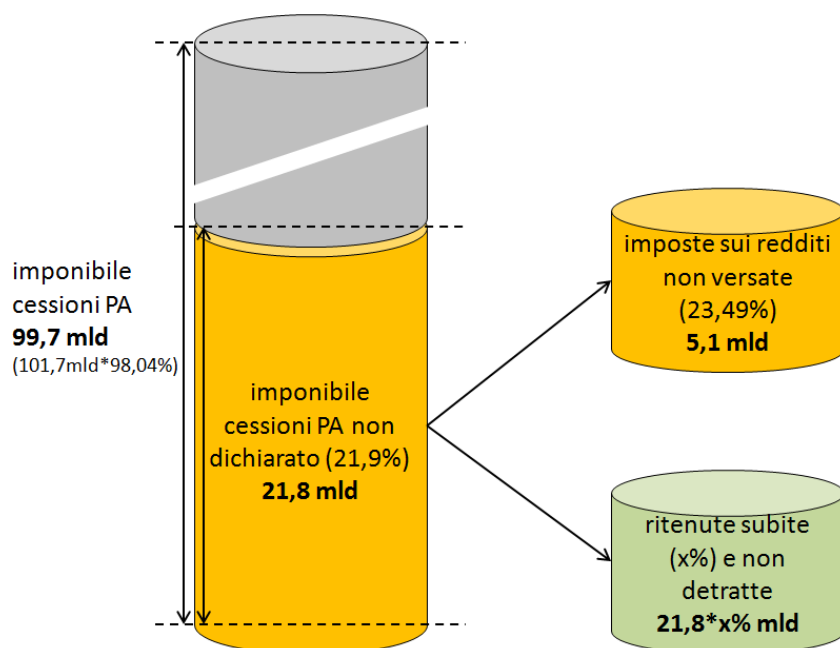 imponibile
cessioni PA
99,7 mld
(101,7mld*98,04%)
imponibile
cessioni PA non
dichiarato (21,9%)
21,8 mld
imposte sui redditi
non versate
(23,49%)
5,1 mld
ritenute subite
(x%) e non
detratte
21,8*x% mld